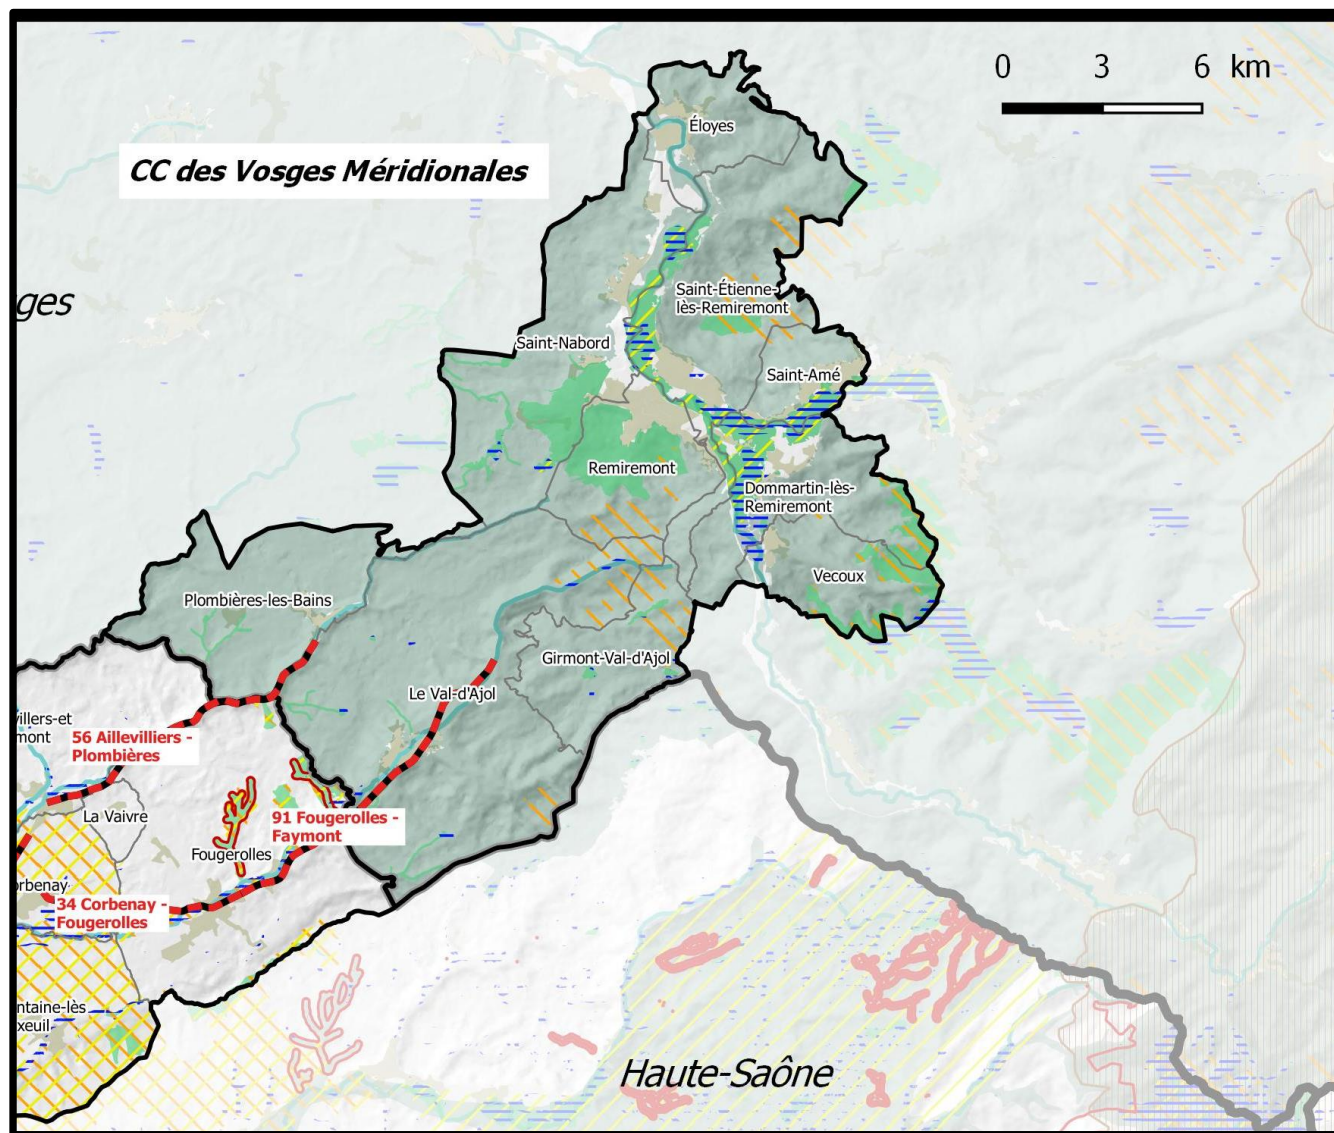 0 3 6 km
Éloyes
CC des Vosges Méridionales
ges
Saint-Étienne-
lès-Remiremont
Saint-Nabord
Saint-Amé
Remiremont
Dommartin-lès-
Remiremont
Vecoux
Plombières-les-Bains
Girmont-Val-d'Ajol
Le Val-d'Ajol
villers-et
mont
56 Aillevilliers -
Plombières
La Vaivre
91 Fougerolles -
Faymont
Fougerolles
orbenay
34 Corbenay -
Fougerolles
ntaine-lès
xeuil
Haute-Saône